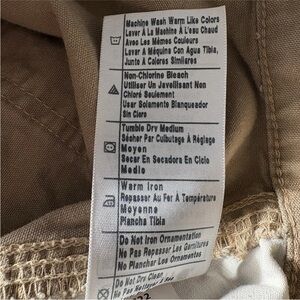 Machine Wash Warm Like Colors
Laver À La Machine À L'eau Chaud
Avec Les Mêmes Couleurs
Lavar A Máquina Con Agua Tibia,
Junto A Colores Similares
Non-Chlorine Bleach
Utiliser Un Javellisant Non
Chloré Seulement
Usar Solamente Blanqueador
Sin Cloro
Tumble Dry Medium
Sécher Par Culbutage À Réglage
Moyen
Secar En Secadora En Ciclo
Medio
Warm Iron
Repasser Au Fer À Température
Moyenne
Plancha Tibia
Do Not Iron Ornamentation
Ne Pas Repasser Les Garnitures
No Planchar Los Ornamentos
Do Not Dry Clean
Ne Pas Nettoyer À Sec